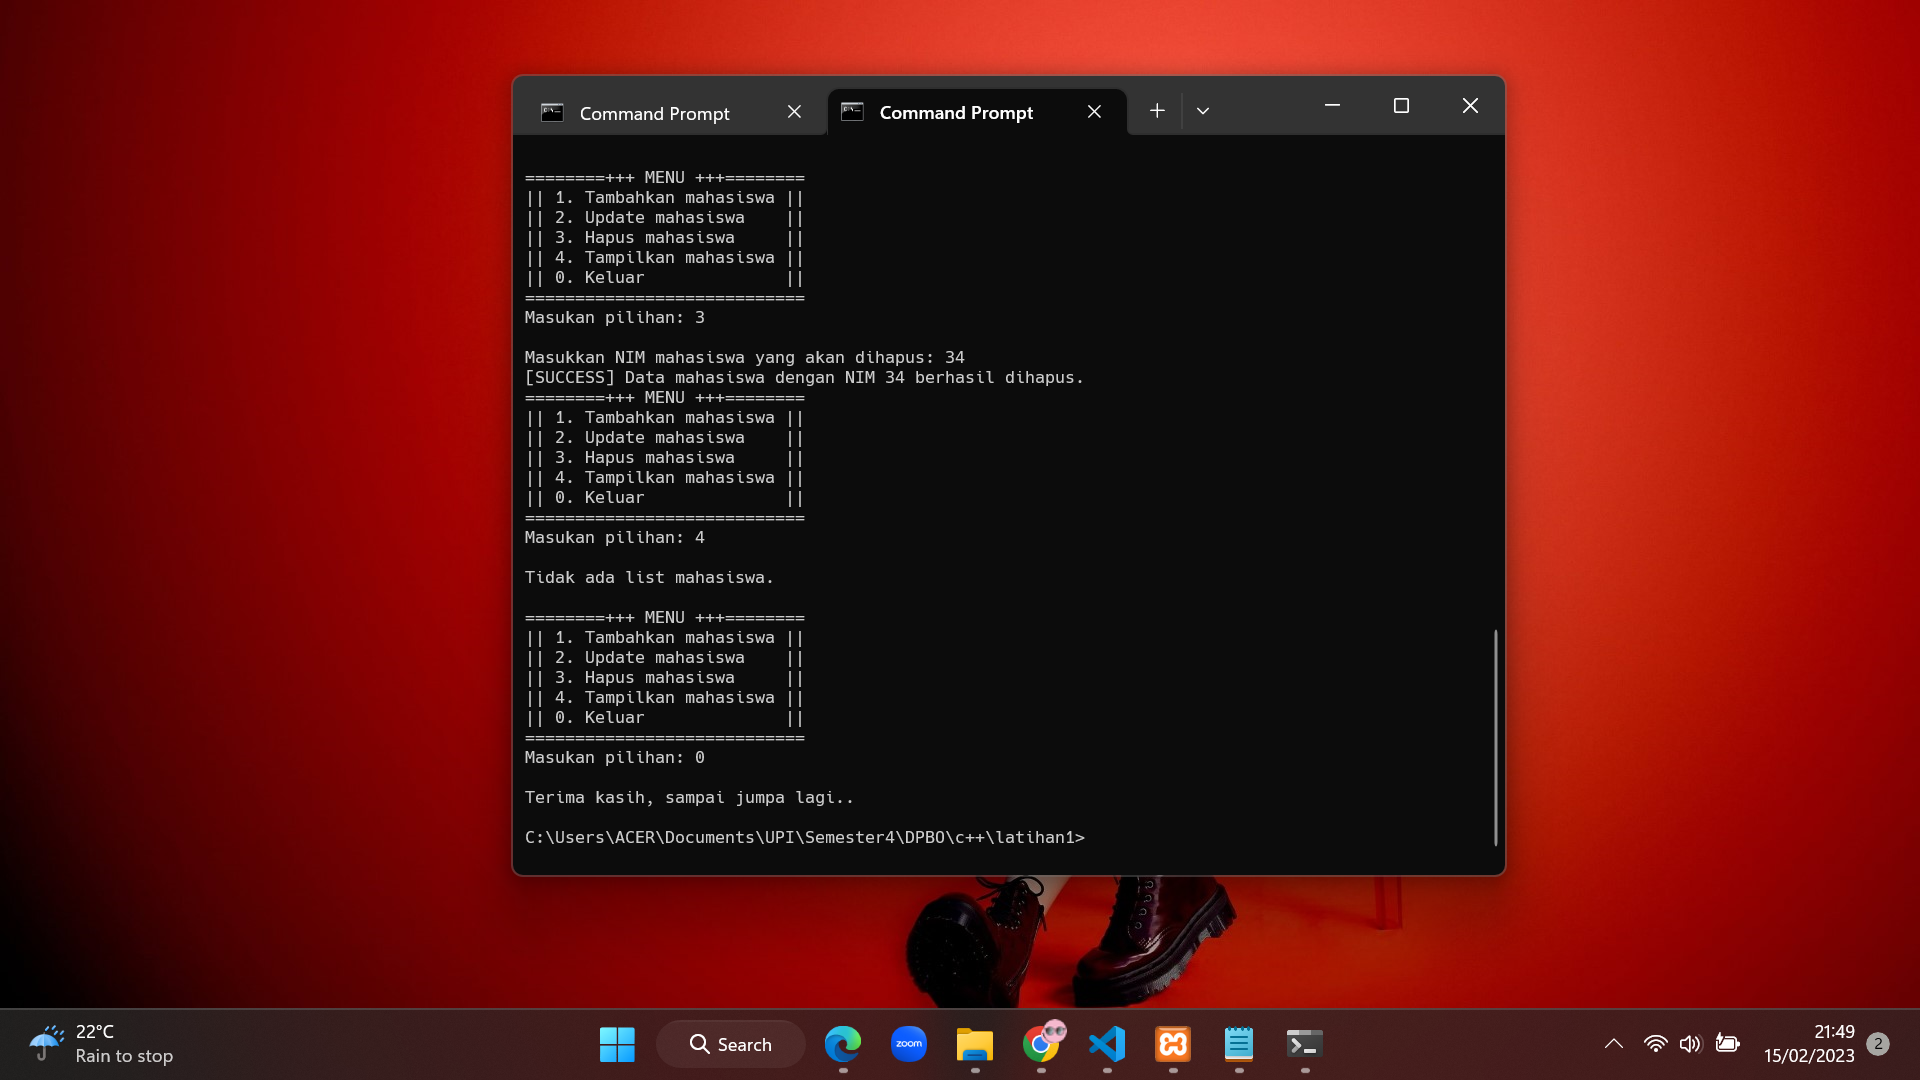 Command Prompt
Command Prompt
========+++ MENU +++========
|| 1. Tambahkan mahasiswa ||
|| 2. Update mahasiswa    ||
|| 3. Hapus mahasiswa     ||
|| 4. Tampilkan mahasiswa ||
|| 0. Keluar              ||
============================
Masukan pilihan: 3
Masukkan NIM mahasiswa yang akan dihapus: 34
[SUCCESS] Data mahasiswa dengan NIM 34 berhasil dihapus.
========+++ MENU +++========
|| 1. Tambahkan mahasiswa ||
|| 2. Update mahasiswa    ||
|| 3. Hapus mahasiswa     ||
|| 4. Tampilkan mahasiswa ||
|| 0. Keluar              ||
============================
Masukan pilihan: 4
Tidak ada list mahasiswa.
========+++ MENU +++========
|| 1. Tambahkan mahasiswa ||
|| 2. Update mahasiswa    ||
|| 3. Hapus mahasiswa     ||
|| 4. Tampilkan mahasiswa ||
|| 0. Keluar              ||
============================
Masukan pilihan: 0
Terima kasih, sampai jumpa lagi..
C:\Users\ACER\Documents\UPI\Semester4\DPBO\c++\latihan1>
22°C
Rain to stop
Search
zoom
21:49
15/02/2023
2